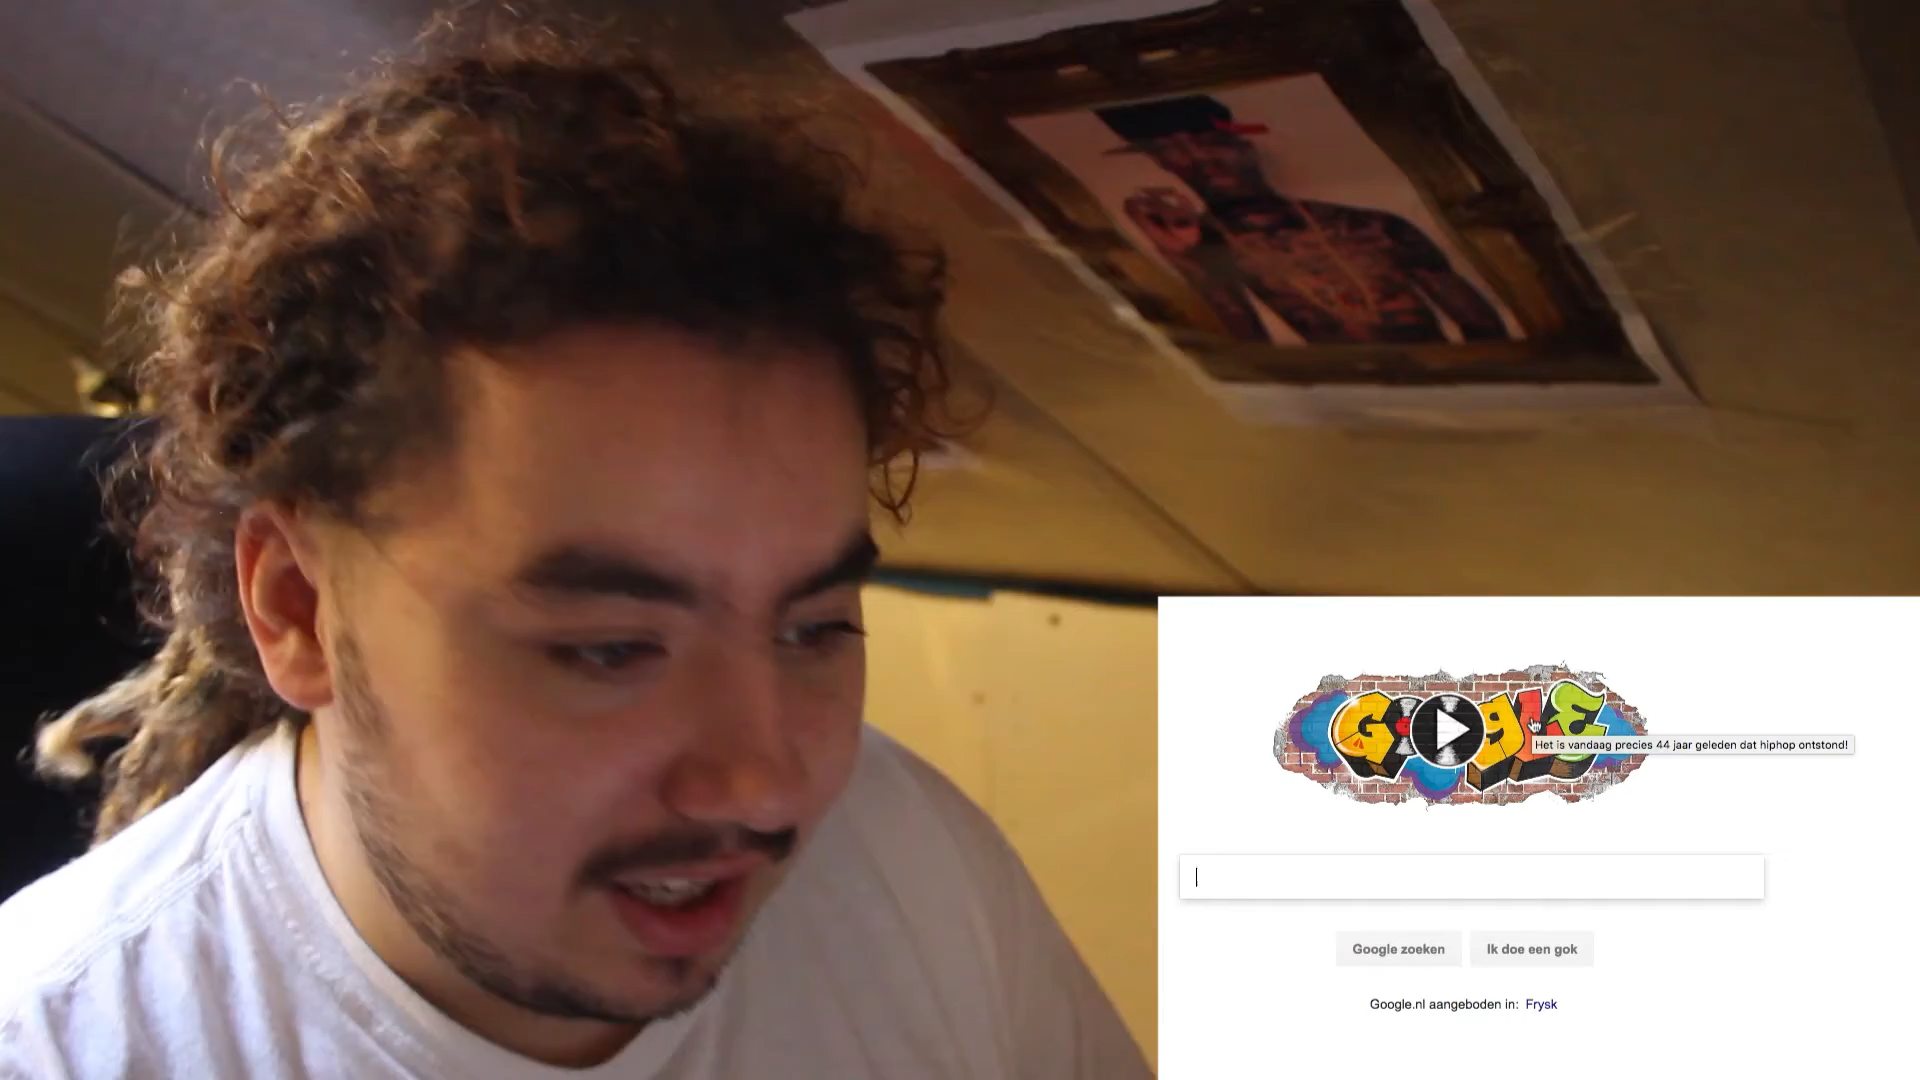 GOOgLE
Het is vandaag precies 44 jaar geleden dat hiphop ontstond!
Google zoeken
Ik doe een gok
Google.nl aangeboden in: Frysk